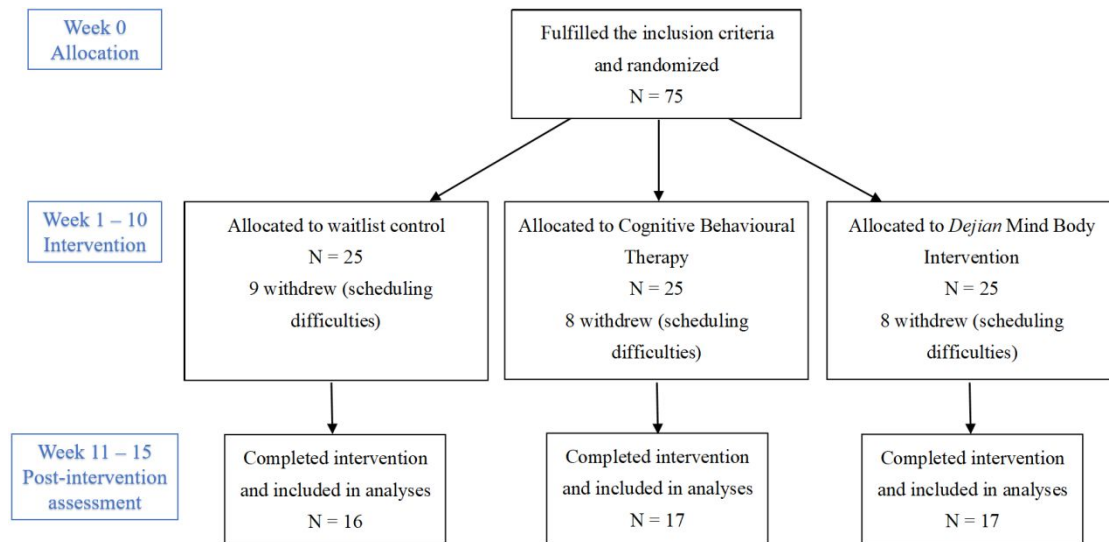 Week 0
Allocation
Fulfilled the inclusion criteria
and randomized
N = 75
Week 1 – 10
Intervention
Allocated to waitlist control
N = 25
9 withdrew (scheduling
difficulties)
Allocated to Cognitive Behavioural
Therapy
N = 25
8 withdrew (scheduling
difficulties)
Allocated to Dejian Mind Body
Intervention
N = 25
8 withdrew (scheduling
difficulties)
Week 11 – 15
Post-intervention
assessment
Completed intervention
and included in analyses
N = 16
Completed intervention
and included in analyses
N = 17
Completed intervention
and included in analyses
N = 17